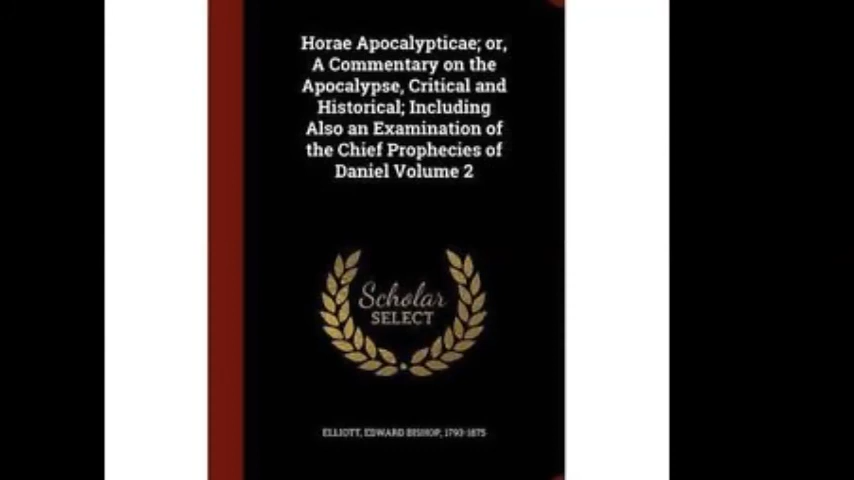 Horae Apocalypticae; or,
A Commentary on the
Apocalypse, Critical and
Historical; Including
Also an Examination of
the Chief Prophecies of
Daniel Volume 2
Scholar
SELECT
ELLIOTT, EDWARD BISHOP, 1793-1875